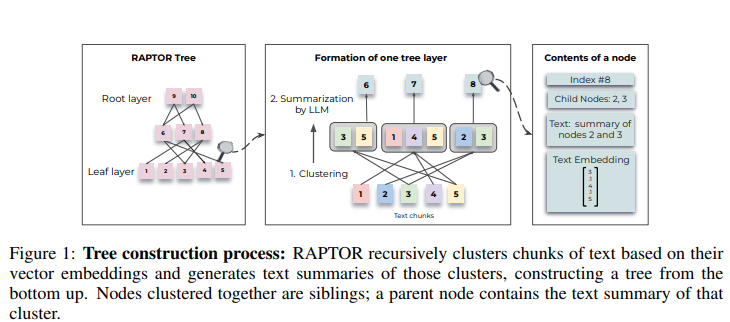 RAPTOR Tree
Root layer
9 10
6 7 8
Leaf layer
1 2 3 4 5
Formation of one tree layer
6 7 8
2. Summarization
by LLM
3 5 1 4 5 2 3
1. Clustering
1 2 3 4 5
Text chunks
Contents of a node
Index #8
Child Nodes: 2, 3
Text: summary of
nodes 2 and 3
Text Embedding
Figure 1: Tree construction process: RAPTOR recursively clusters chunks of text based on their
vector embeddings and generates text summaries of those clusters, constructing a tree from the
bottom up. Nodes clustered together are siblings; a parent node contains the text summary of that
cluster.